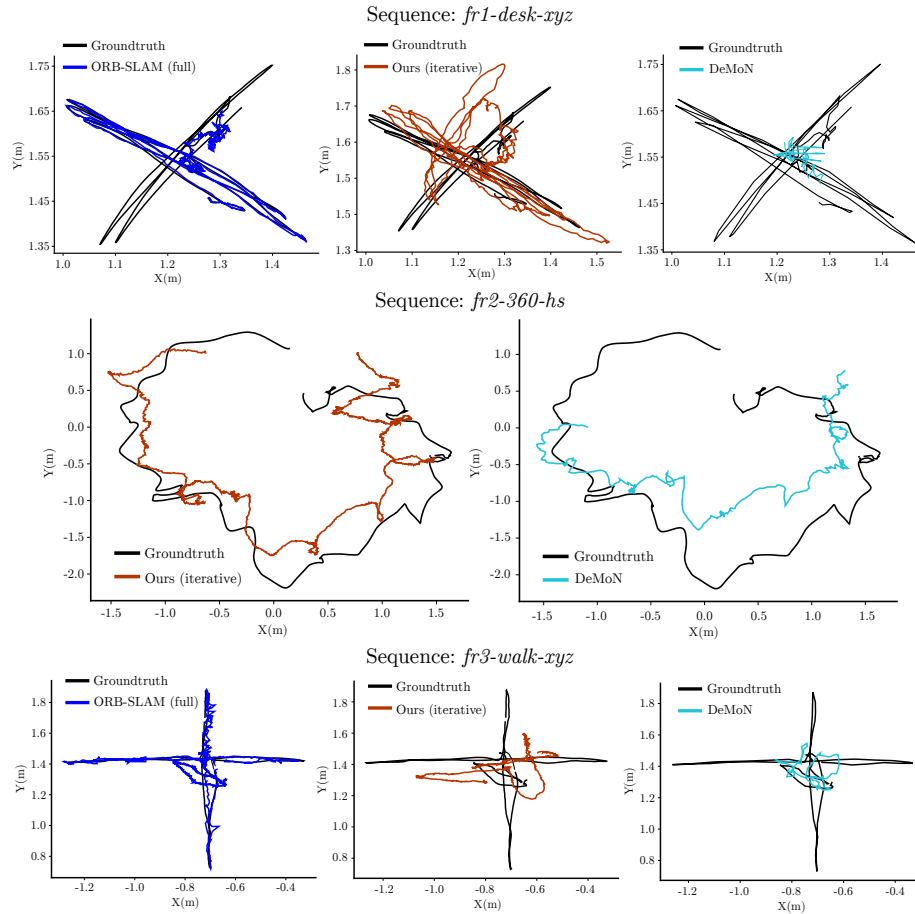 Sequence: fr1-desk-xyz
Groundtruth
ORB-SLAM (full)
1.75
1.65
1.55
1.45
1.35
Y(m)
1.0 1.1 1.2 1.3 1.4
X(m)
Groundtruth
Ours (iterative)
1.8
1.7
1.6
1.5
1.4
1.3
Y(m)
1.0 1.1 1.2 1.3 1.4 1.5
X(m)
Groundtruth
DeMoN
1.75
1.65
1.55
1.45
1.35
Y(m)
1.0 1.1 1.2 1.3 1.4
X(m)
Sequence: fr2-360-hs
1.0
0.5
0.0
-0.5
-1.0
-1.5
-2.0
Y(m)
Groundtruth
Ours (iterative)
-1.5 -1.0 -0.5 0.0 0.5 1.0 1.5
X(m)
1.0
0.5
0.0
-0.5
-1.0
-1.5
-2.0
Y(m)
Groundtruth
DeMoN
-1.5 -1.0 -0.5 0.0 0.5 1.0 1.5
X(m)
Sequence: fr3-walk-xyz
Groundtruth
ORB-SLAM (full)
1.8
1.6
1.4
1.2
1.0
0.8
Y(m)
-1.2 -1.0 -0.8 -0.6 -0.4
X(m)
Groundtruth
Ours (iterative)
1.8
1.6
1.4
1.2
1.0
0.8
Y(m)
-1.2 -1.0 -0.8 -0.6 -0.4
X(m)
Groundtruth
DeMoN
1.8
1.6
1.4
1.2
1.0
0.8
Y(m)
-1.2 -1.0 -0.8 -0.6 -0.4
X(m)